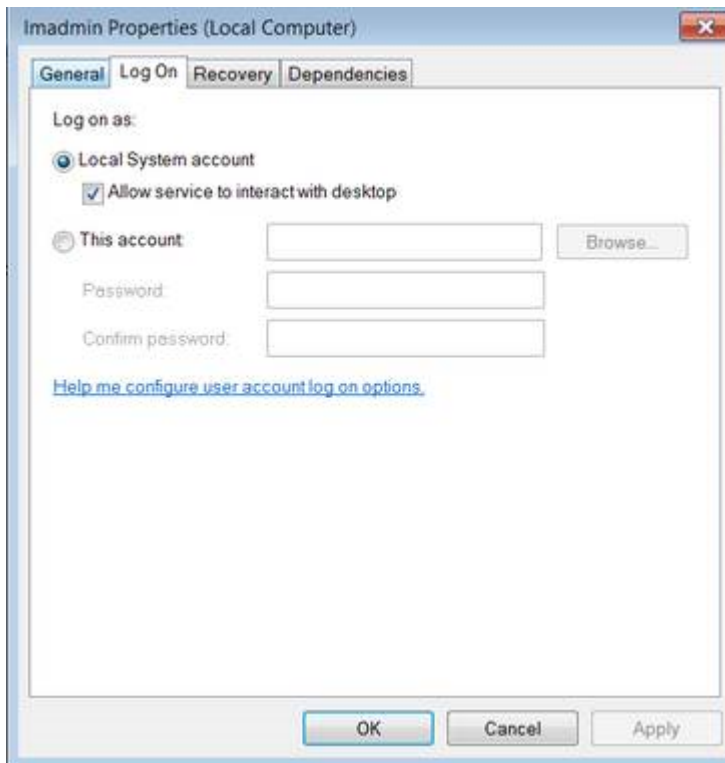 Imadmin Properties (Local Computer)
General Log On Recovery Dependencies
Log on as:
Local System account
Allow service to interact with desktop
This account:
Browse...
Password:
Confirm password:
Help me configure user account log on options.
OK Cancel Apply